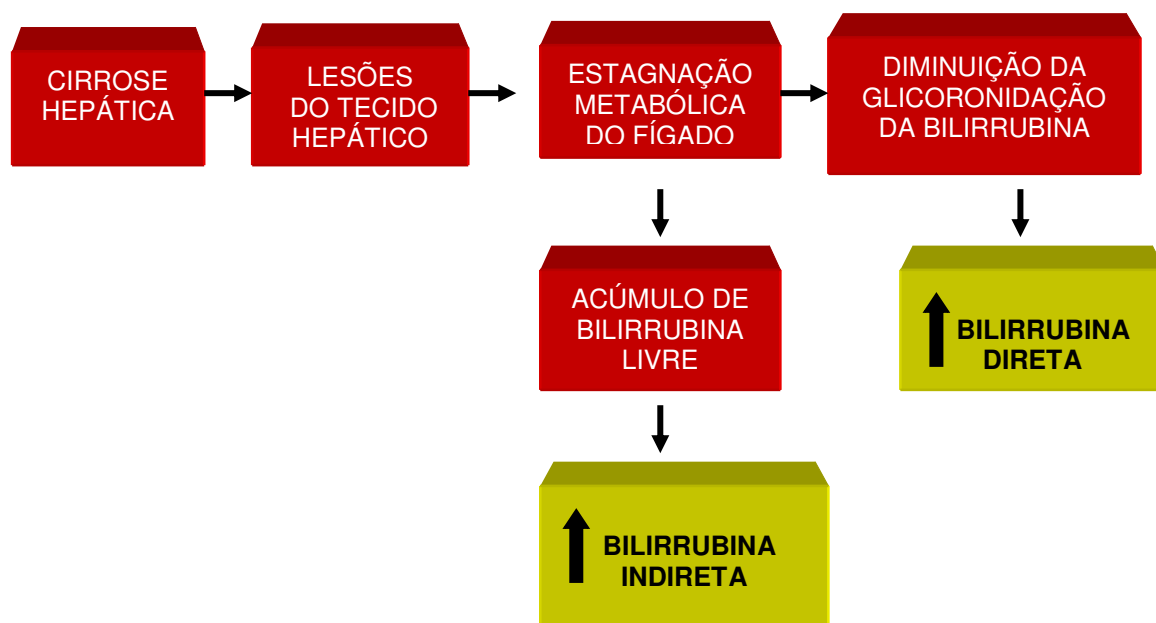 CIRROSE
HEPÁTICA
LESÕES
DO TECIDO
HEPÁTICO
ESTAGNAÇÃO
METABÓLICA
DO FÍGADO
DIMINUIÇÃO DA
GLICORONIDAÇÃO
DA BILIRRUBINA
ACÚMULO DE
BILIRRUBINA
LIVRE
BILIRRUBINA
DIRETA
BILIRRUBINA
INDIRETA